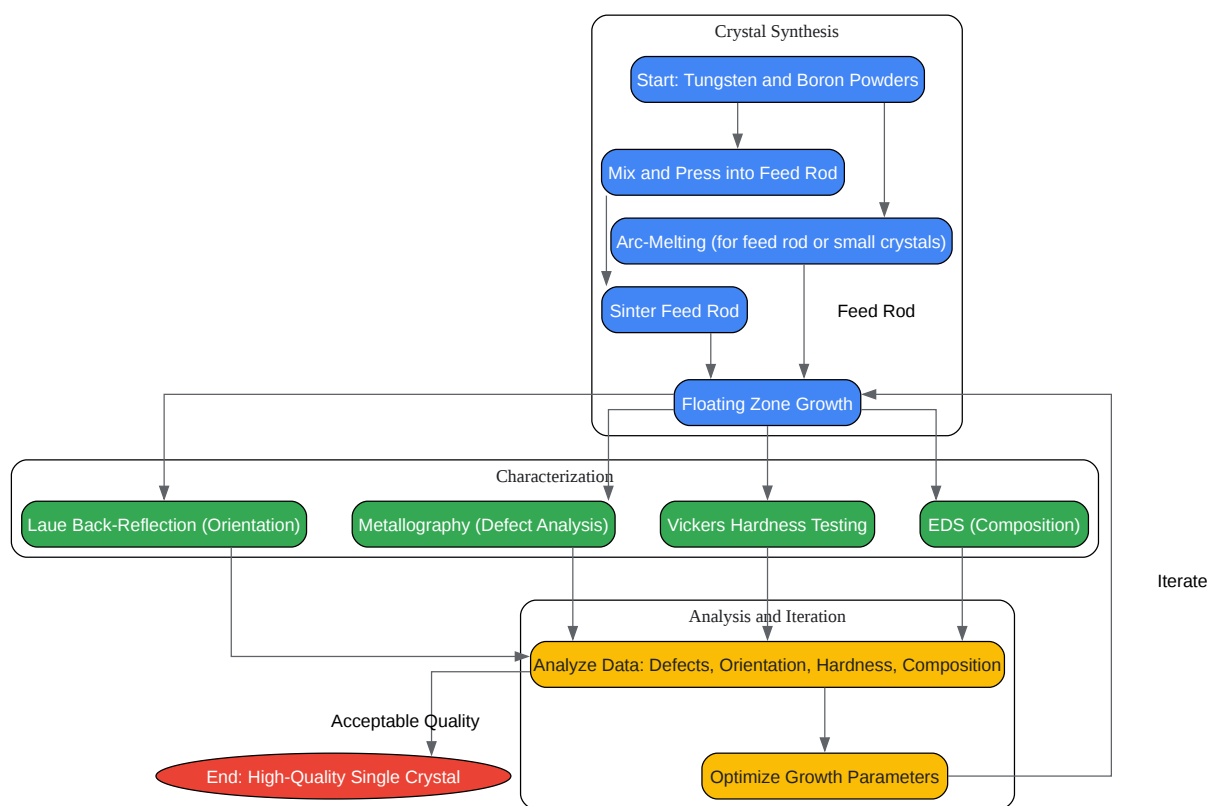 Crystal Synthesis
Start: Tungsten and Boron Powders
Mix and Press into Feed Rod
Arc-Melting (for feed rod or small crystals)
Sinter Feed Rod
Feed Rod
Floating Zone Growth
Characterization
Laue Back-Reflection (Orientation)
Metallography (Defect Analysis)
Vickers Hardness Testing
EDS (Composition)
Iterate
Analysis and Iteration
Analyze Data: Defects, Orientation, Hardness, Composition
Acceptable Quality
End: High-Quality Single Crystal
Optimize Growth Parameters